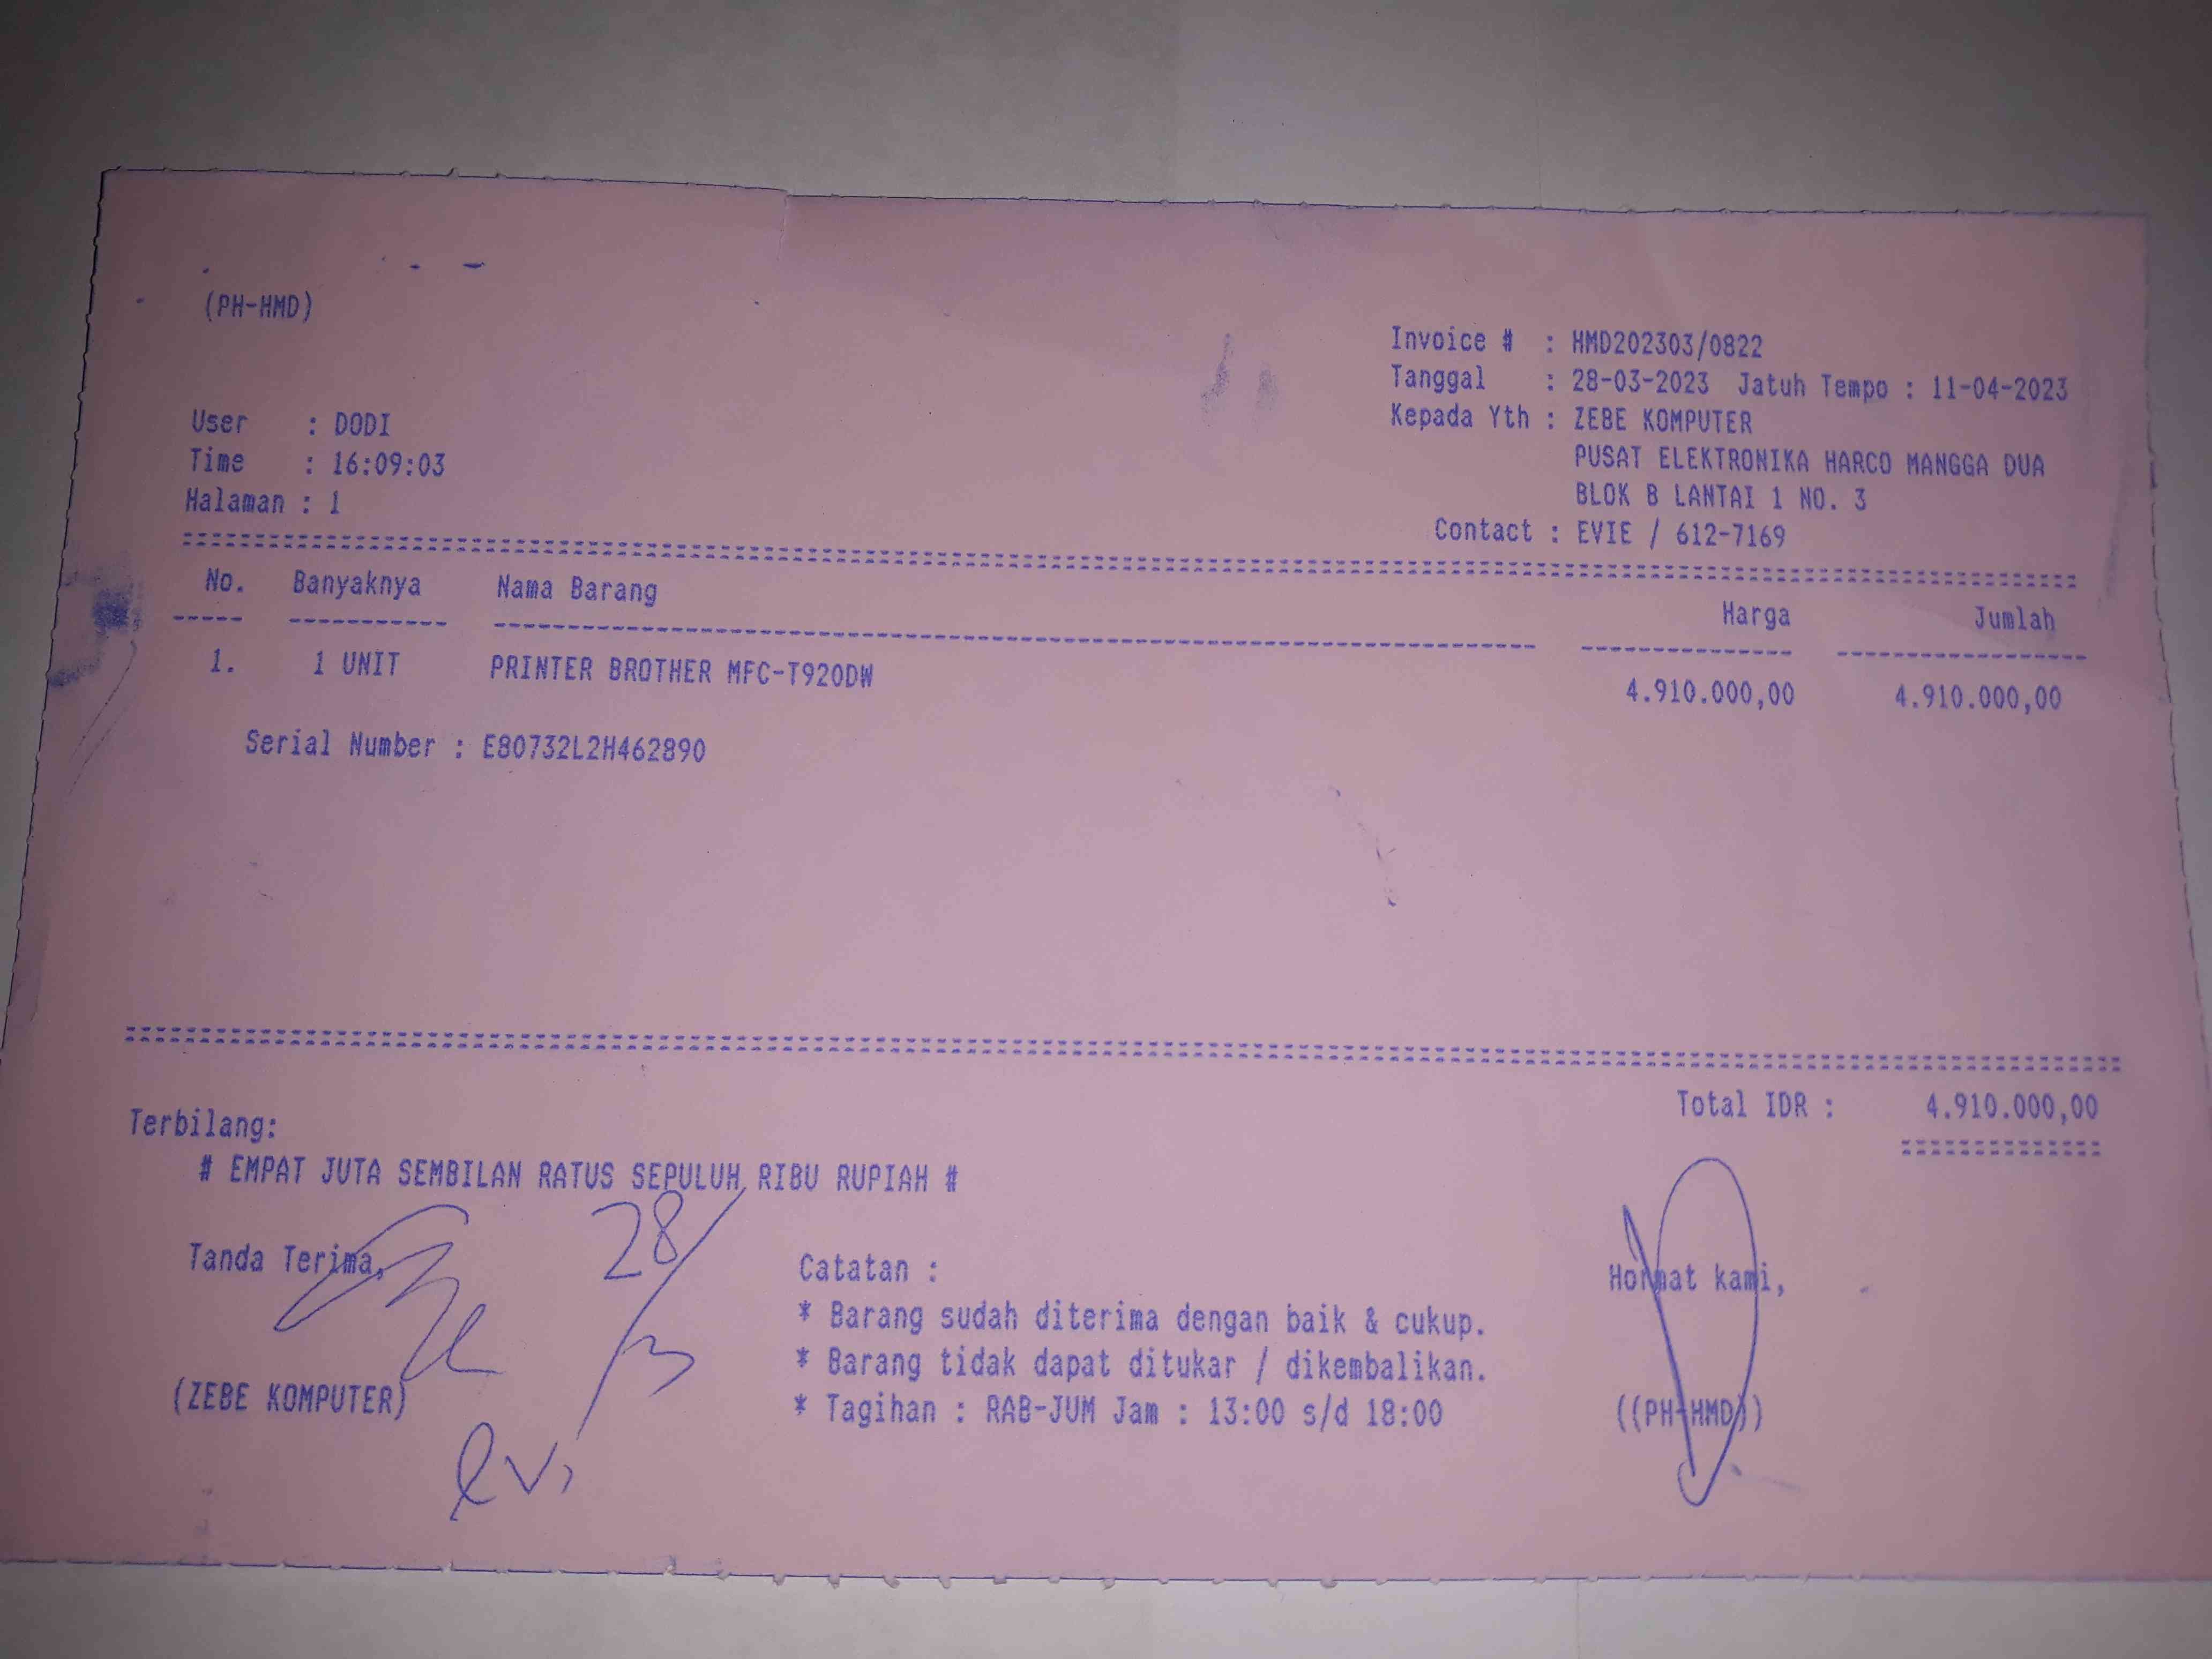 (PH-HMD)
Invoice # : HMD202303/0822
Tanggal : 28-03-2023 Jatuh Tempo : 11-04-2023
Kepada Yth : ZEBE KOMPUTER
PUSAT ELEKTRONIKA HARCO MANGGA DUA
BLOK B LANTAI 1 NO. 3
Contact : EVIE / 612-7169
User : DODI
Time : 16:09:03
Halaman : 1
No. Banyaknya Nama Barang Harga Jumlah
1. 1 UNIT PRINTER BROTHER MFC-T920DW 4.910.000,00 4.910.000,00
Serial Number : E80732L2H462890
Total IDR : 4.910.000,00
Terbilang:
# EMPAT JUTA SEMBILAN RATUS SEPULUH RIBU RUPIAH #
28/3
Tanda Terima,
(ZEBE KOMPUTER)
evi
Catatan :
* Barang sudah diterima dengan baik & cukup.
* Barang tidak dapat ditukar / dikembalikan.
* Tagihan : RAB-JUM Jam : 13:00 s/d 18:00
Hormat kami,
((PH-HMD))